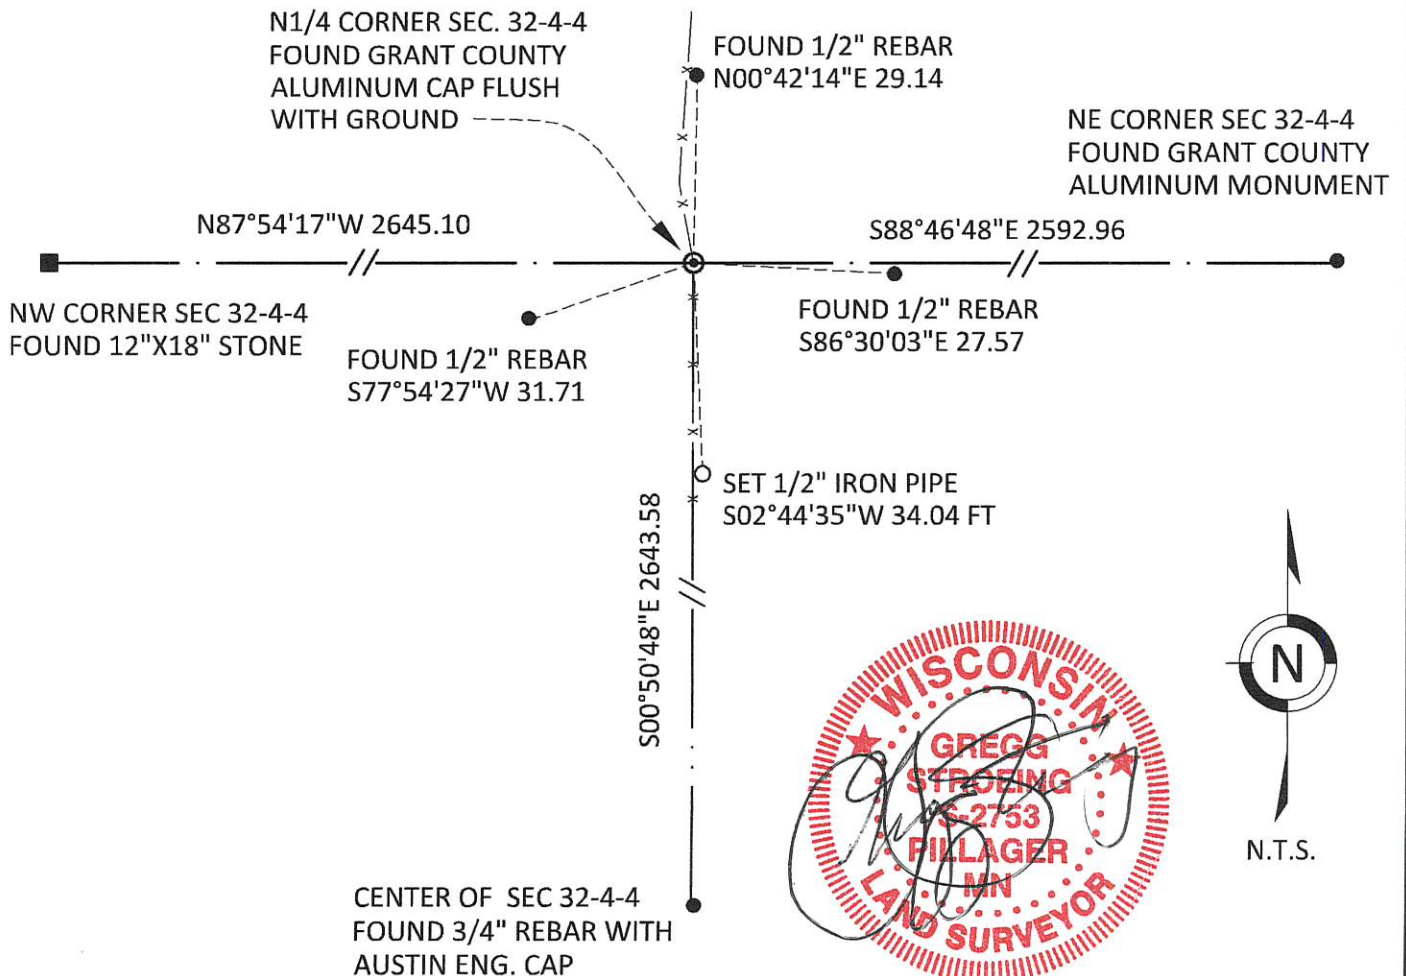 N1/4 CORNER SEC. 32-4-4
FOUND GRANT COUNTY
ALUMINUM CAP FLUSH
WITH GROUND
FOUND 1/2" REBAR
N00°42'14"E 29.14
NE CORNER SEC 32-4-4
FOUND GRANT COUNTY
ALUMINUM MONUMENT
N87°54'17"W 2645.10
S88°46'48"E 2592.96
NW CORNER SEC 32-4-4
FOUND 12"X18" STONE
FOUND 1/2" REBAR
S77°54'27"W 31.71
FOUND 1/2" REBAR
S86°30'03"E 27.57
SET 1/2" IRON PIPE
S02°44'35"W 34.04 FT
S00°50'48"E 2643.58
WISCONSIN
GREGG
STROEING
S-2753
PILLAGER
MN
LAND SURVEYOR
N
N.T.S.
CENTER OF SEC 32-4-4
FOUND 3/4" REBAR WITH
AUSTIN ENG. CAP